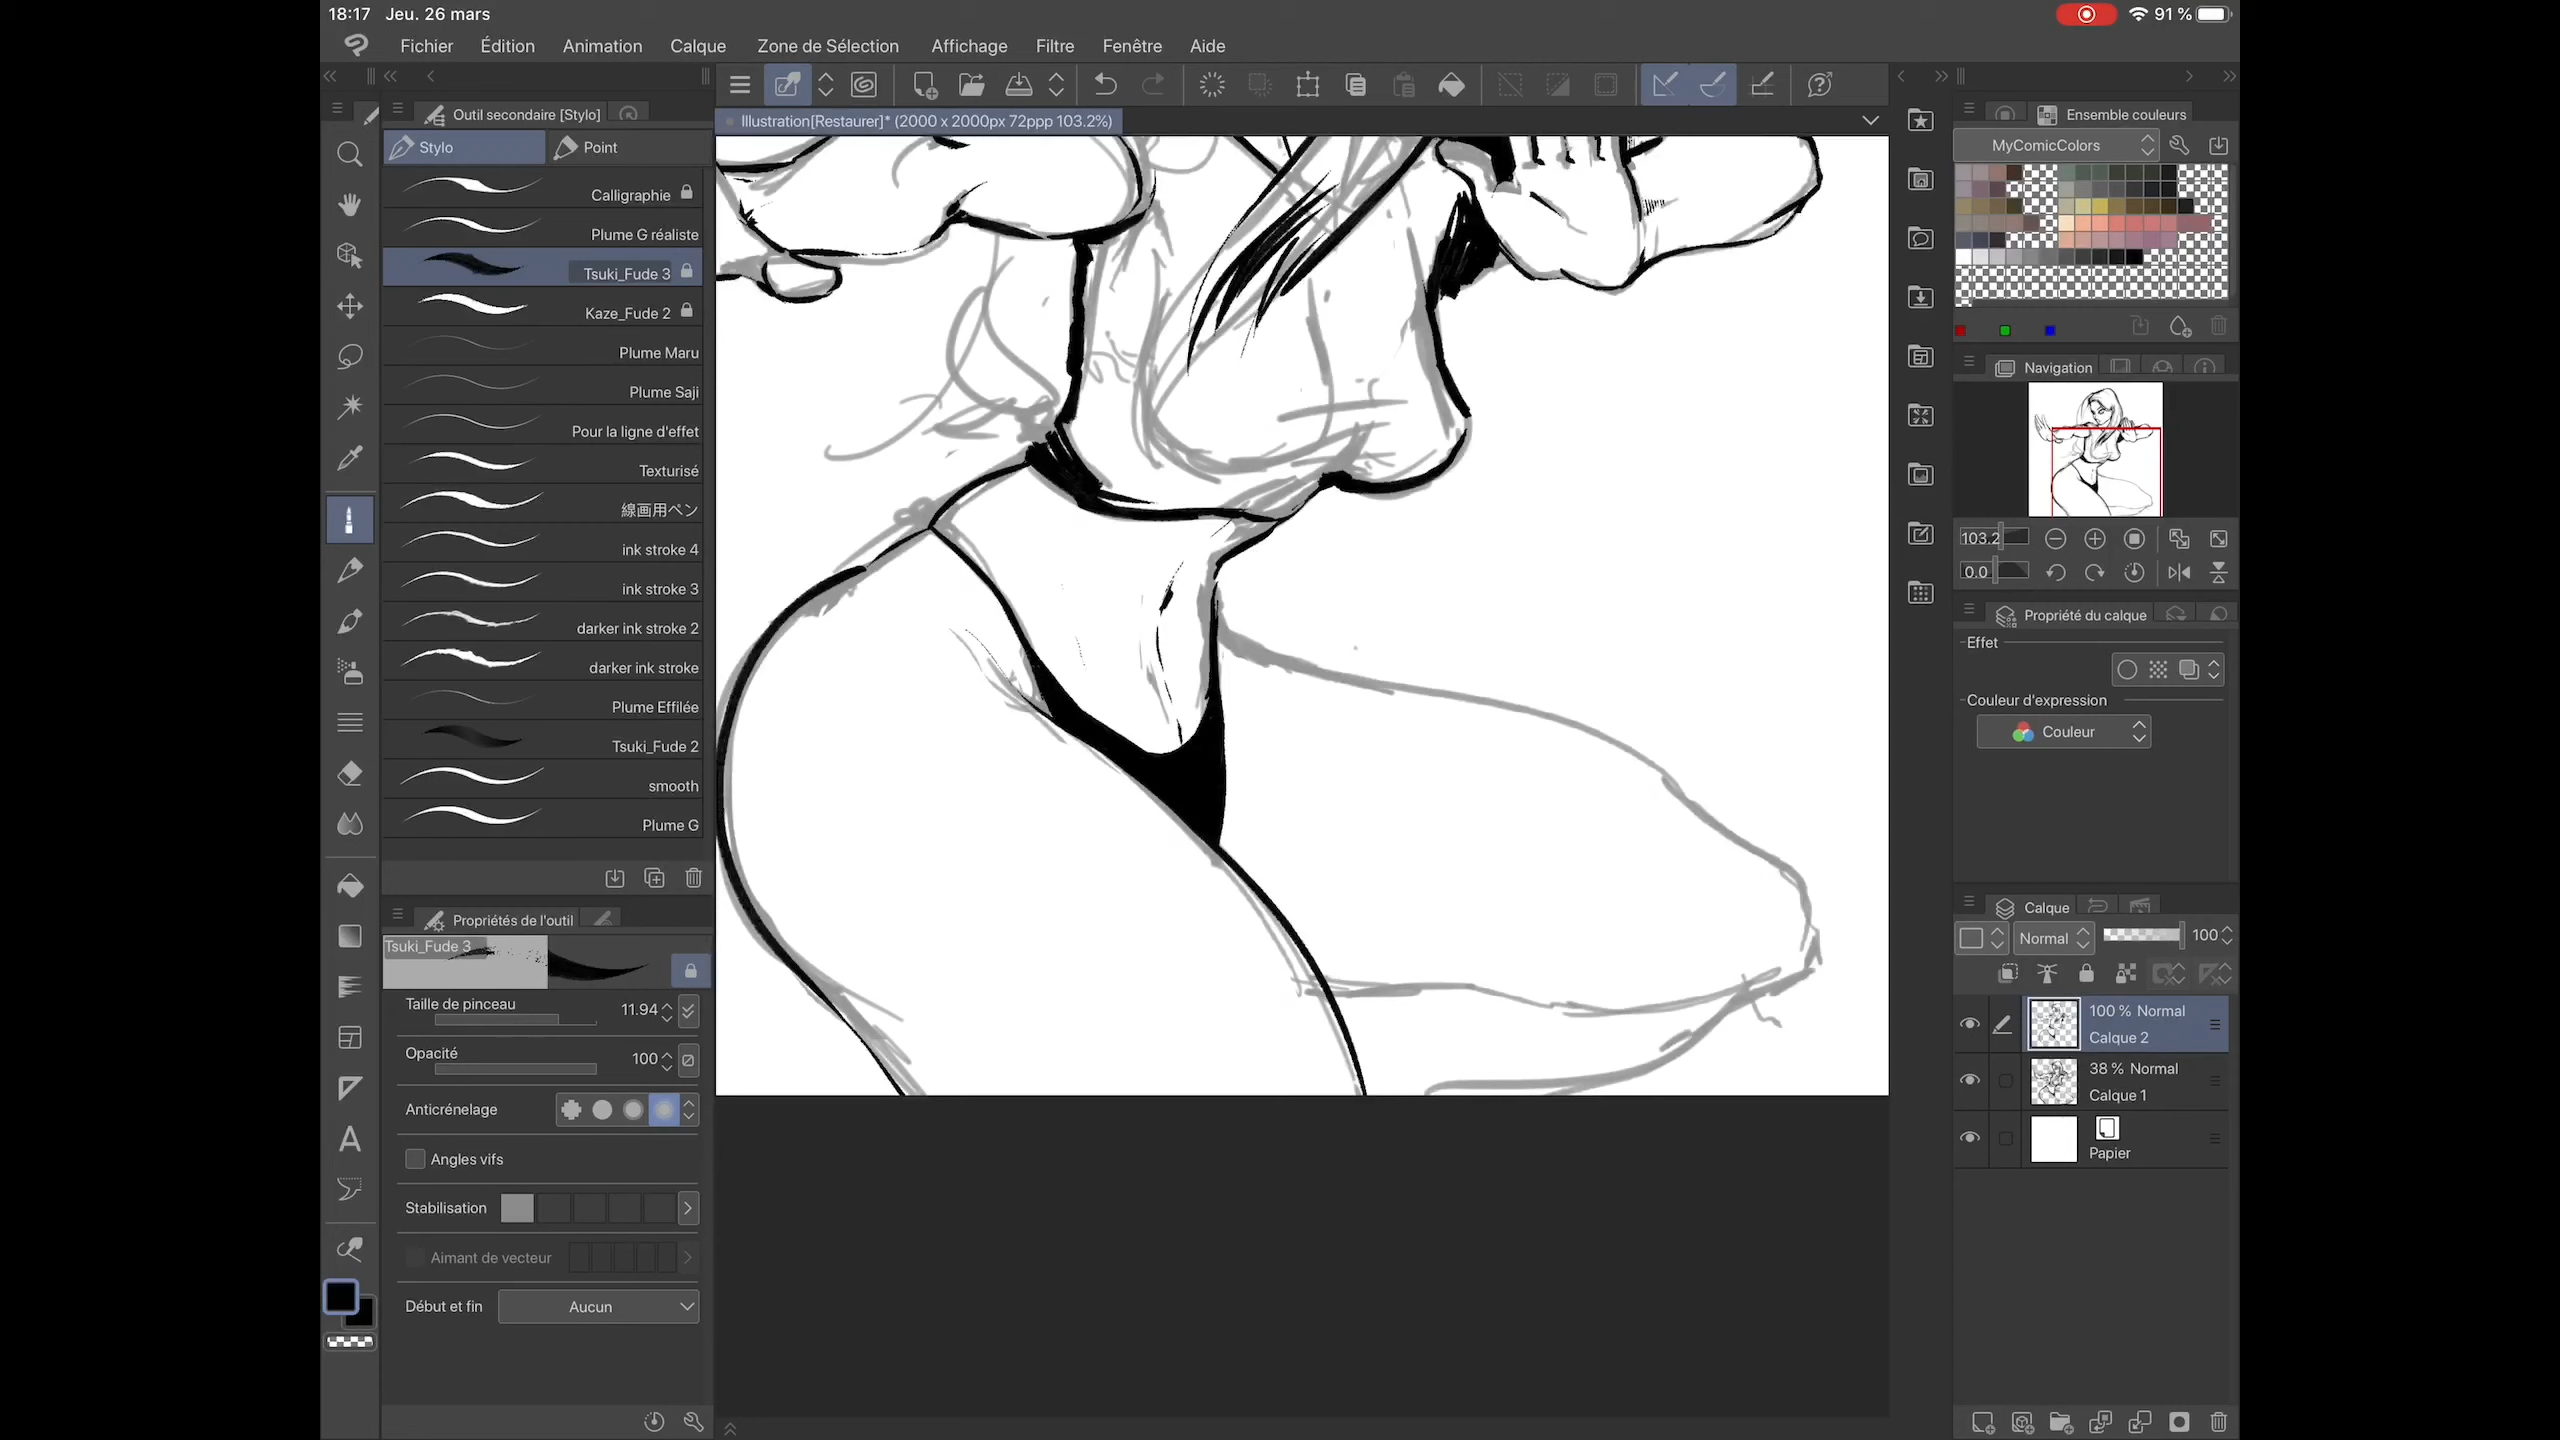 18:17 Jeu. 26 mars
91 %
Fichier Édition Animation Calque Zone de Sélection Affichage Filtre Fenêtre Aide
Outil secondaire [Stylo]
Stylo Point
Illustration[Restaurer]* (2000 x 2000px 72ppp 103.2%)
Calligraphie
Plume G réaliste
Tsuki_Fude 3
Kaze_Fude 2
Plume Maru
Plume Saji
Pour la ligne d'effet
Texturisé
線画用ペン
ink stroke 4
ink stroke 3
darker ink stroke 2
darker ink stroke
Plume Effilée
Tsuki_Fude 2
smooth
Plume G
Propriétés de l'outil
Tsuki_Fude 3
Taille de pinceau 11.94
Opacité 100
Anticrénelage
Angles vifs
Stabilisation
Aimant de vecteur
Début et fin Aucun
Ensemble couleurs
MyComicColors
Navigation
103.2
0.0
Propriété du calque
Effet
Couleur d'expression
Couleur
Calque
Normal 100
100 % Normal
Calque 2
38 % Normal
Calque 1
Papier